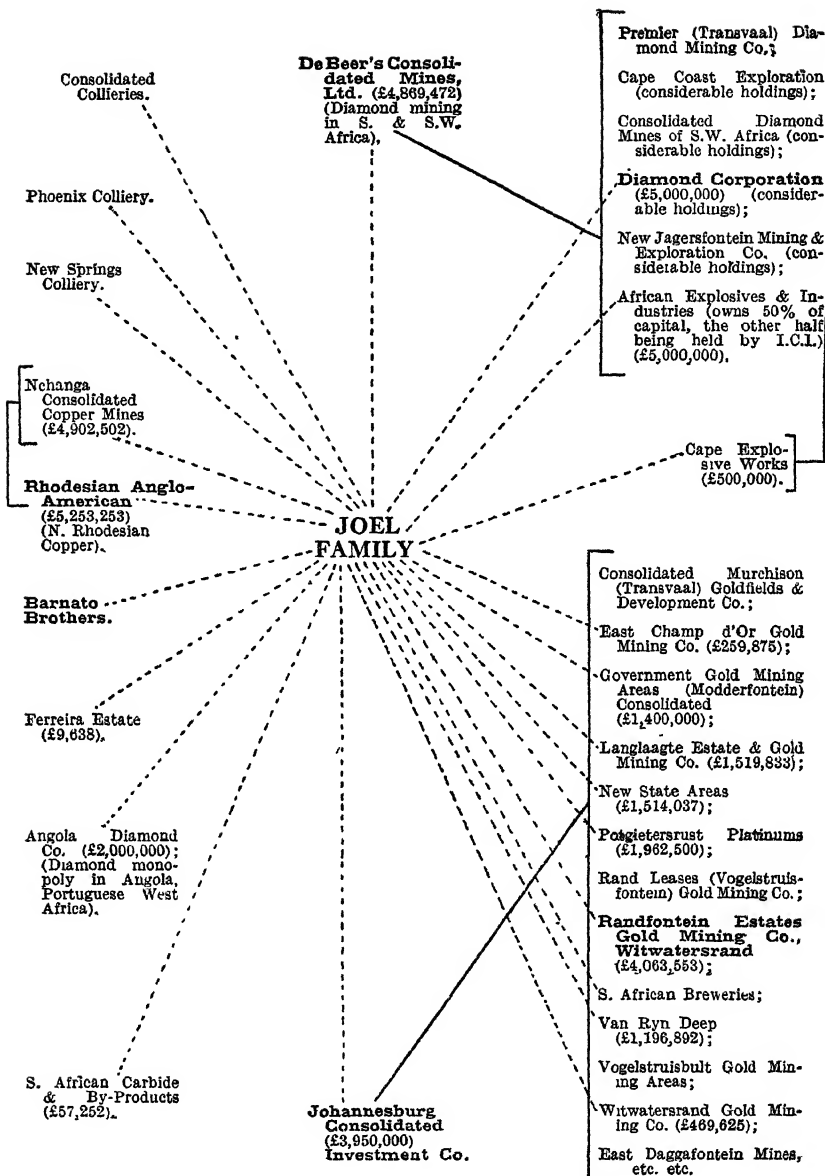 Consolidated
Collieries.
Phoenix Colliery.
New Springs
Colliery.
Nchanga
Consolidated
Copper Mines
(£4,902,502).
Rhodesian Anglo-
American
(£5,253,253)
(N. Rhodesian
Copper).
Barnato
Brothers.
Ferreira Estate
(£9,638).
Angola Diamond
Co. (£2,000,000);
(Diamond mono-
poly in Angola,
Portuguese West
Africa).
S. African Carbide
& By-Products
(£57,252).
De Beer's Consoli-
dated Mines,
Ltd. (£4,869,472)
(Diamond mining
in S. & S.W.
Africa),
JOEL
FAMILY
Johannesburg
Consolidated
(£3,950,000)
Investment Co.
Premier (Transvaal) Dia-
mond Mining Co.;
Cape Coast Exploration
(considerable holdings);
Consolidated Diamond
Mines of S.W. Africa (con-
siderable holdings);
Diamond Corporation
(£5,000,000) (consider-
able holdings);
New Jagersfontein Mining &
Exploration Co. (con-
siderable holdings);
African Explosives & In-
dustries (owns 50% of
capital, the other half
being held by I.C.I.)
(£5,000,000).
Cape Explo-
sive Works
(£500,000).
Consolidated Murchison
(Transvaal) Goldfields &
Development Co.;
East Champ d'Or Gold
Mining Co. (£259,875);
Government Gold Mining
Areas (Modderfontein)
Consolidated
(£1,400,000);
Langlaagte Estate & Gold
Mining Co. (£1,519,833);
New State Areas
(£1,514,037);
Potgietersrust Platinums
(£1,962,500);
Rand Leases (Vogelstruis-
fontein) Gold Mining Co.;
Randfontein Estates
Gold Mining Co.,
Witwatersrand
(£4,063,553);
S. African Breweries;
Van Ryn Deep
(£1,196,892);
Vogelstruisbult Gold Min-
ing Areas;
Witwatersrand Gold Min-
ing Co. (£469,625);
East Daggafontein Mines,
etc. etc.